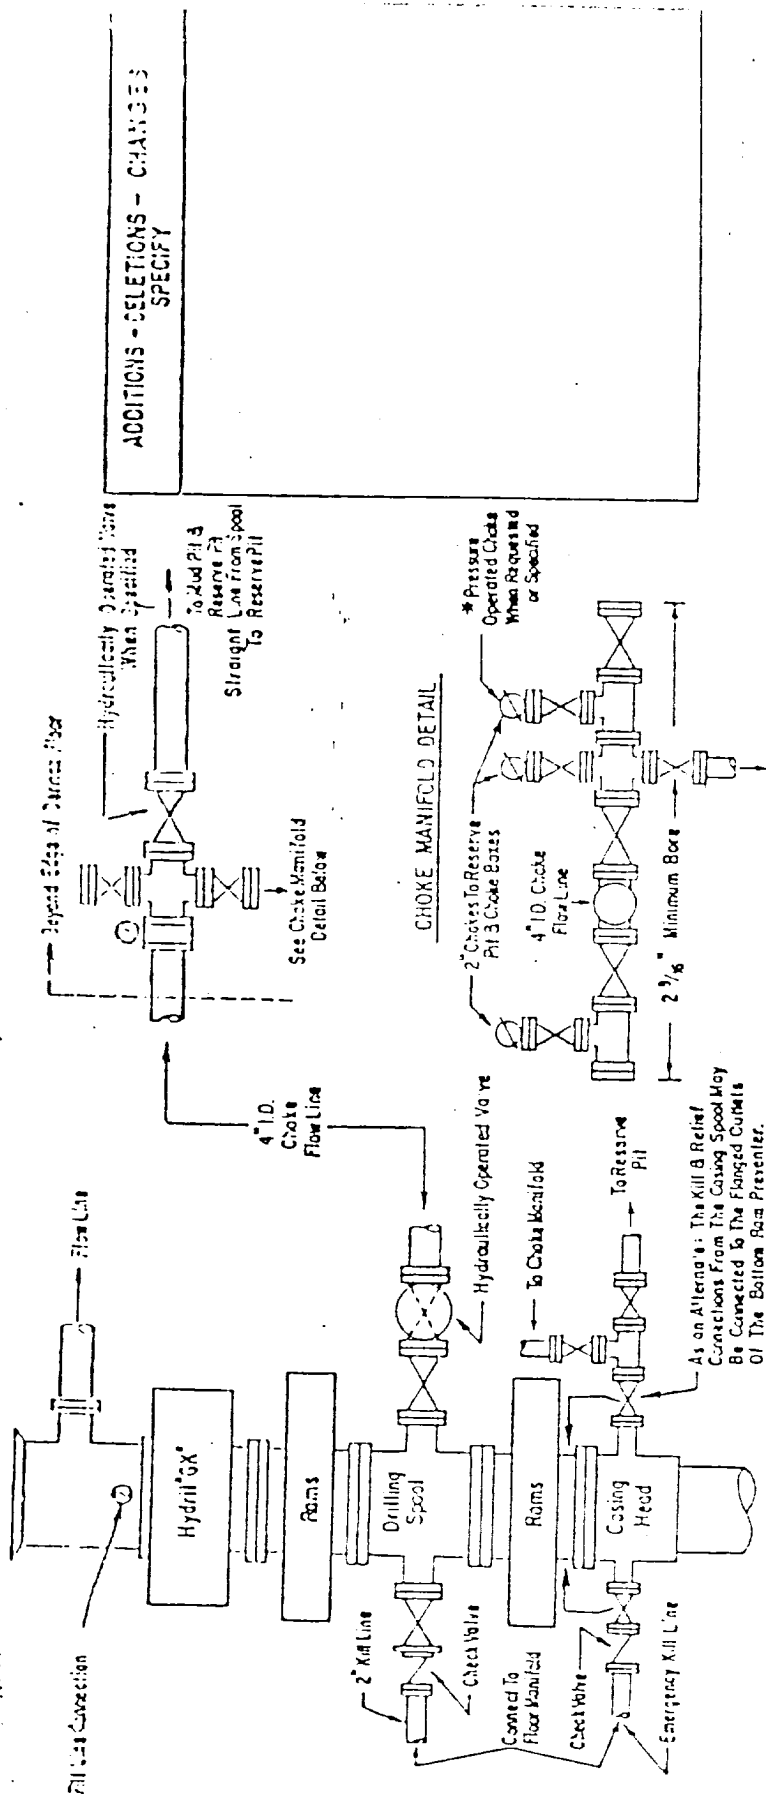 ADDITIONS - DELETIONS - CHANGES
SPECIFY
Beyond Edge of Derrick Floor
Hydraulically Operated Valve
When Specified
To Mud Pit &
Reserve Pit
Straight Line From Spool
To Reserve Pit
See Choke Manifold
Detail Below
4" I.D.
Choke
Flow Line
Flow Line
Fill Line Connection
Hydril "GX"
Rams
Drilling
Spool
2" Kill Line
Check Valve
Hydraulically Operated Valve
Rams
Connect To
Floor Manifold
Casing
Head
Check Valve
Emergency Kill Line
To Choke Manifold
To Reserve
Pit
As an Alternate: The Kill & Relief
Connections From The Casing Spool May
Be Connected To The Flanged Outlets
Of The Bottom Ram Preventer.
CHOKE MANIFOLD DETAIL
* Pressure
Operated Choke
When Requested
or Specified
2" Chokes To Reserve
Pit & Choke Boxes
4" I.D. Choke
Flow Line
2 9/16" Minimum Bore